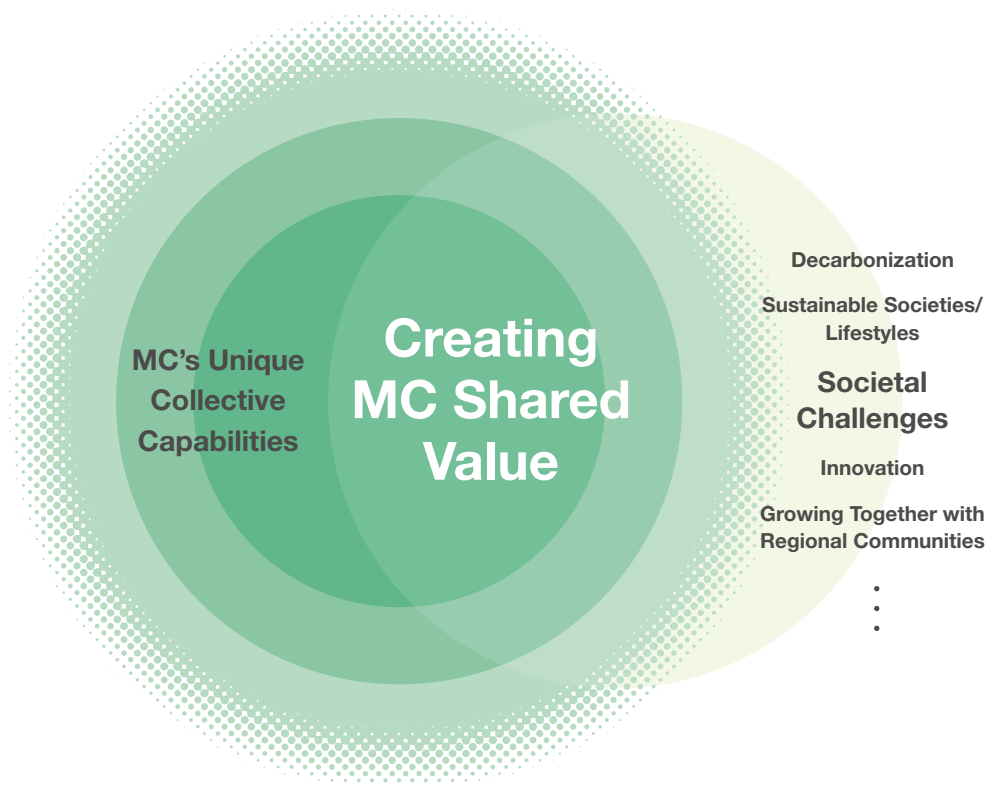 MC's Unique
Collective
Capabilities
Creating
MC Shared
Value
Decarbonization
Sustainable Societies/
Lifestyles
Societal
Challenges
Innovation
Growing Together with
Regional Communities
•
•
•